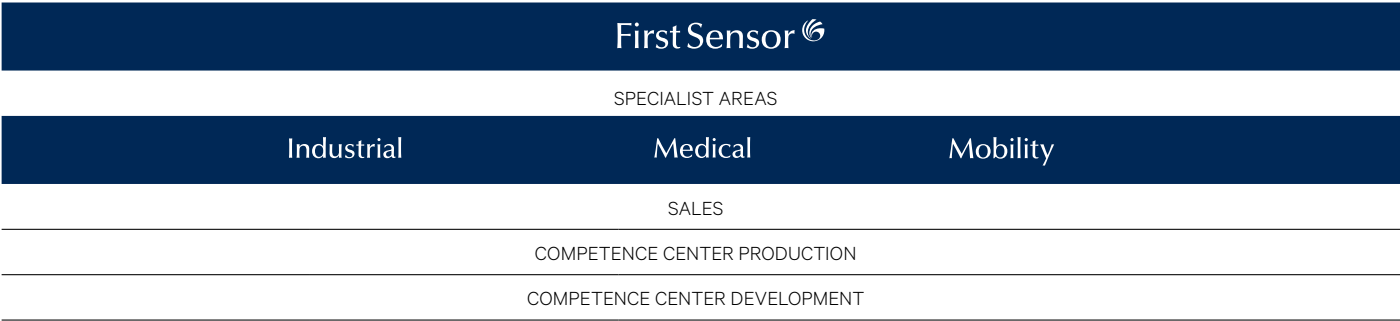 First Sensor
SPECIALIST AREAS
Industrial Medical Mobility
SALES
COMPETENCE CENTER PRODUCTION
COMPETENCE CENTER DEVELOPMENT